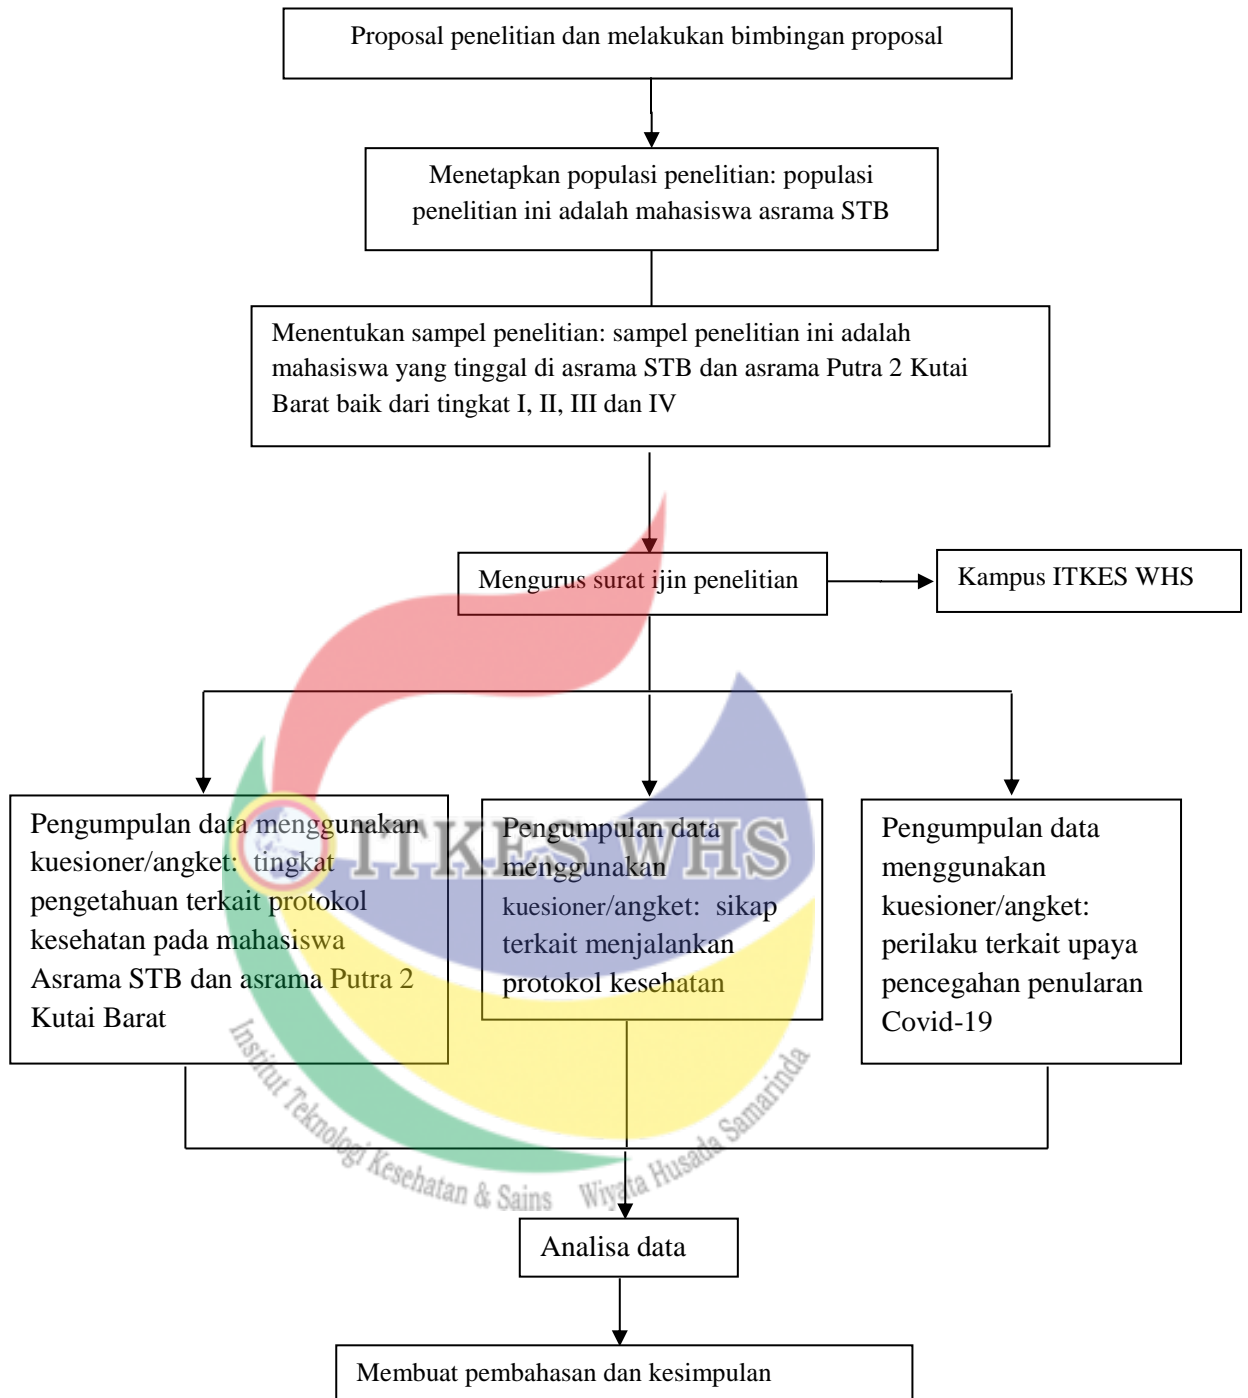 Proposal penelitian dan melakukan bimbingan proposal
Menetapkan populasi penelitian: populasi
penelitian ini adalah mahasiswa asrama STB
Menentukan sampel penelitian: sampel penelitian ini adalah
mahasiswa yang tinggal di asrama STB dan asrama Putra 2 Kutai
Barat baik dari tingkat I, II, III dan IV
Mengurus surat ijin penelitian
Kampus ITKES WHS
Pengumpulan data menggunakan
kuesioner/angket: tingkat
pengetahuan terkait protokol
kesehatan pada mahasiswa
Asrama STB dan asrama Putra 2
Kutai Barat
Pengumpulan data
menggunakan
kuesioner/angket: sikap
terkait menjalankan
protokol kesehatan
Pengumpulan data
menggunakan
kuesioner/angket:
perilaku terkait upaya
pencegahan penularan
Covid-19
ITKES WHS
Institut Teknologi Kesehatan & Sains Wiyata Husada Samarinda
Analisa data
Membuat pembahasan dan kesimpulan